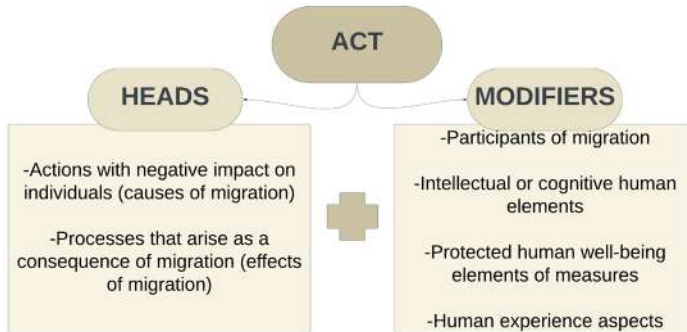 ACT
HEADS
-Actions with negative impact on
individuals (causes of migration)
-Processes that arise as a
consequence of migration (effects
of migration)
MODIFIERS
-Participants of migration
-Intellectual or cognitive human
elements
-Protected human well-being
elements of measures
-Human experience aspects